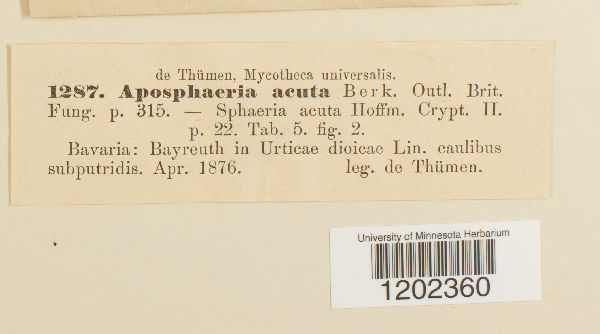 de Thümen, Mycotheca universalis.
1287. Aposphaeria acuta Berk. Outl. Brit.
Fung. p. 315. — Sphaeria acuta Hoffm. Crypt. II.
p. 22. Tab. 5. fig. 2.
Bavaria: Bayreuth in Urticae dioicae Lin. caulibus
subputridis. Apr. 1876. leg. de Thümen.
University of Minnesota Herbarium
1202360